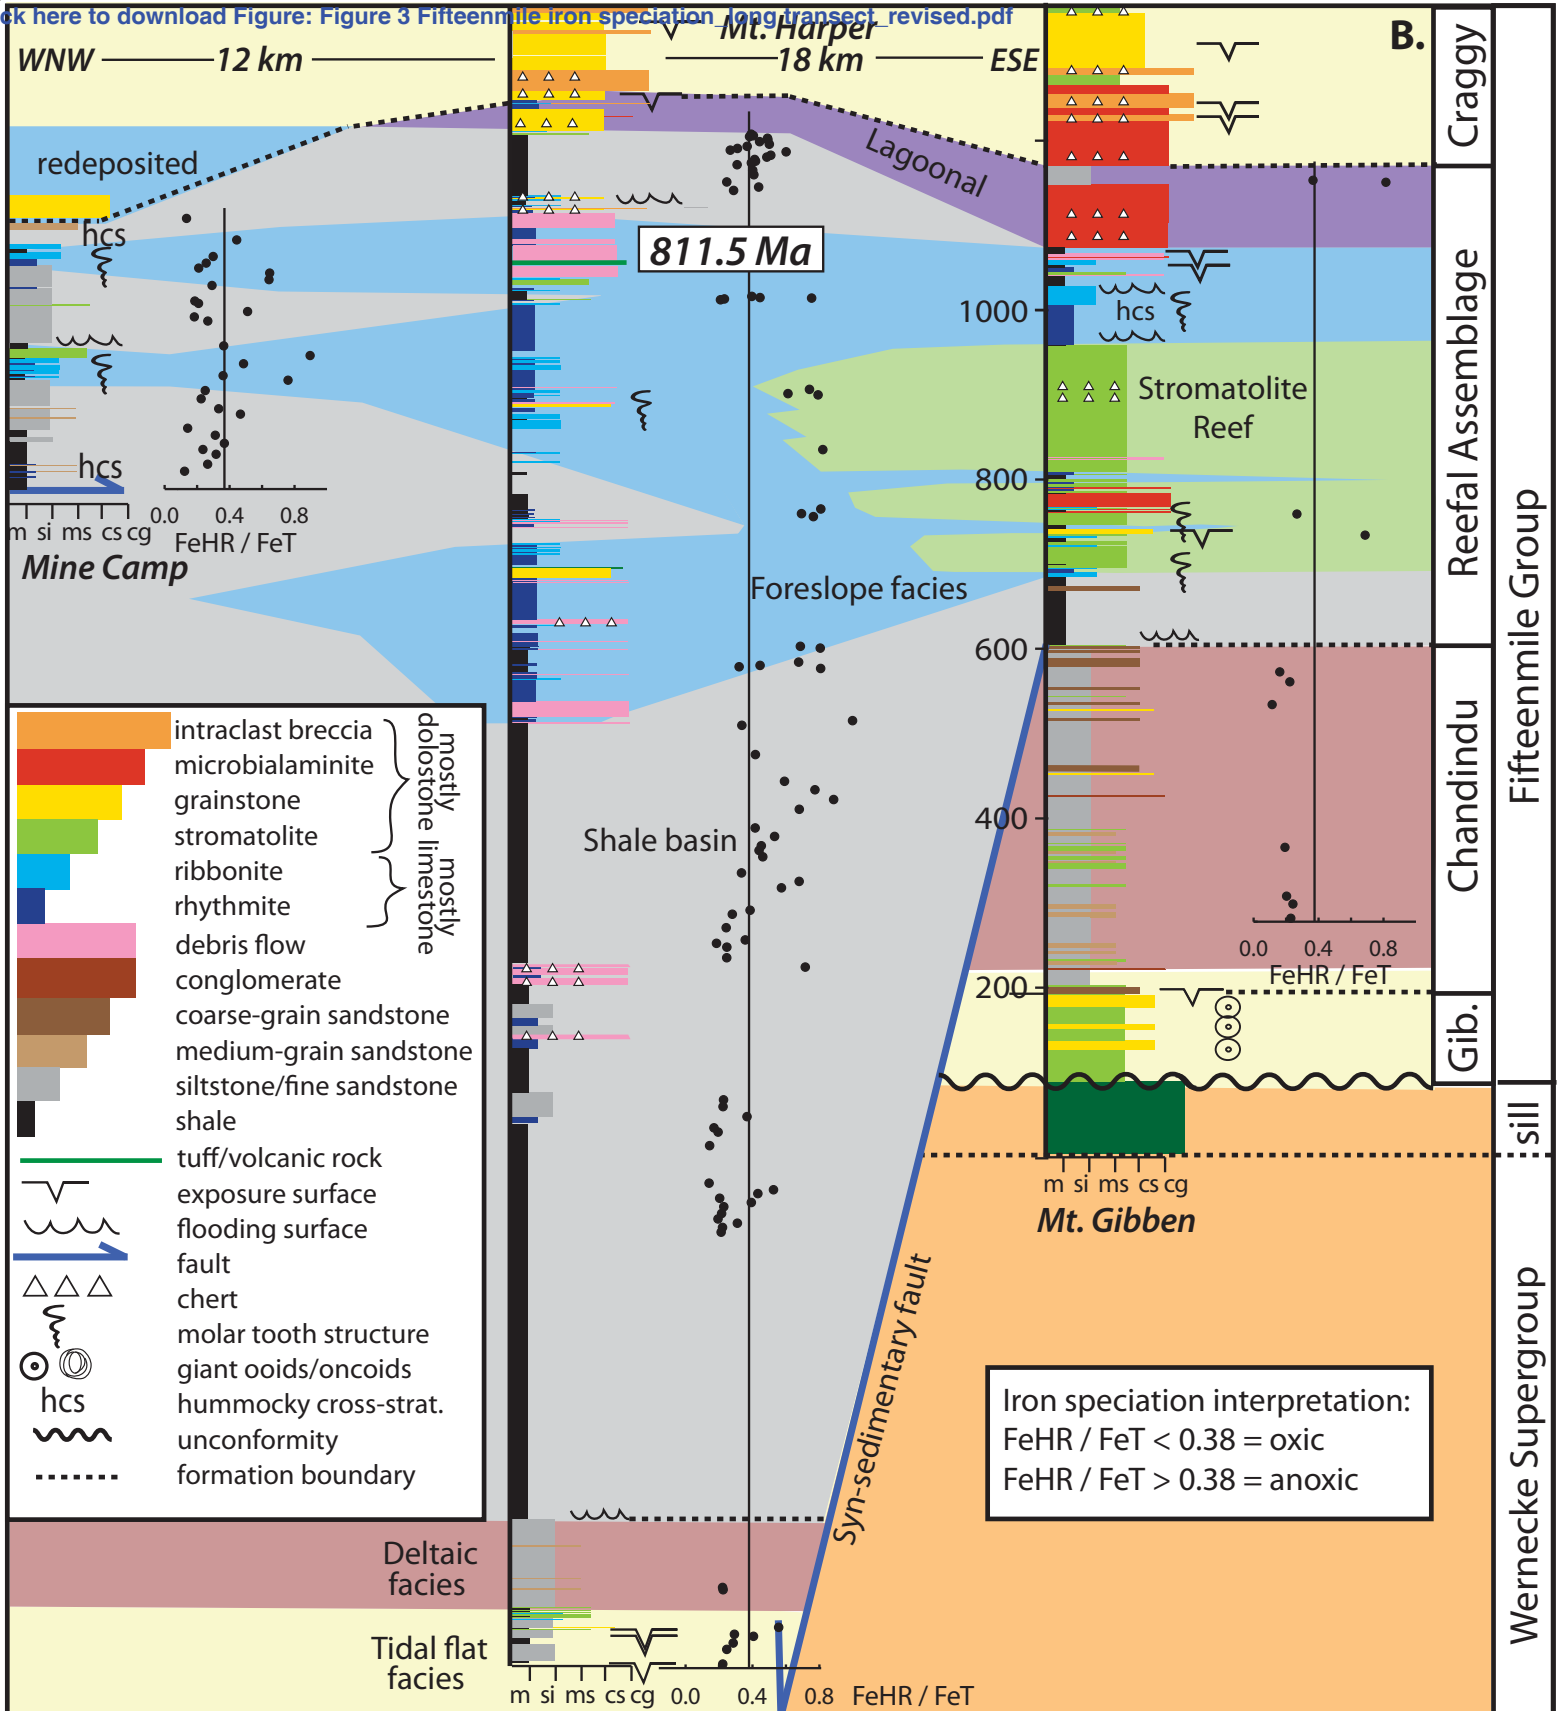 ck here to download Figure: Figure 3 Fifteenmile iron speciation_long transect_revised.pdf
Mt. Harper
WNW
12 km
18 km
ESE
B.
redeposited
hcs
hcs
m si ms cs cg
0.0 0.4 0.8
FeHR / FeT
Mine Camp
Lagoonal
811.5 Ma
Stromatolite
Reef
Foreslope facies
Shale basin
hcs
1000
800
600
400
200
Craggy
Reefal Assemblage
Chandindu
Gib.
Fifteenmile Group
sill
Wernecke Supergroup
0.0 0.4 0.8
FeHR / FeT
m si ms cs cg
Mt. Gibben
intraclast breccia
microbialaminite
grainstone
stromatolite
ribbonite
rhythmite
debris flow
conglomerate
coarse-grain sandstone
medium-grain sandstone
siltstone/fine sandstone
shale
tuff/volcanic rock
exposure surface
flooding surface
fault
chert
molar tooth structure
giant ooids/oncoids
hcs hummocky cross-strat.
unconformity
formation boundary
mostly
dolostone
mostly
limestone
Syn-sedimentary fault
Iron speciation interpretation:
FeHR / FeT < 0.38 = oxic
FeHR / FeT > 0.38 = anoxic
Deltaic
facies
Tidal flat
facies
m si ms cs cg
0.0 0.4 0.8 FeHR / FeT